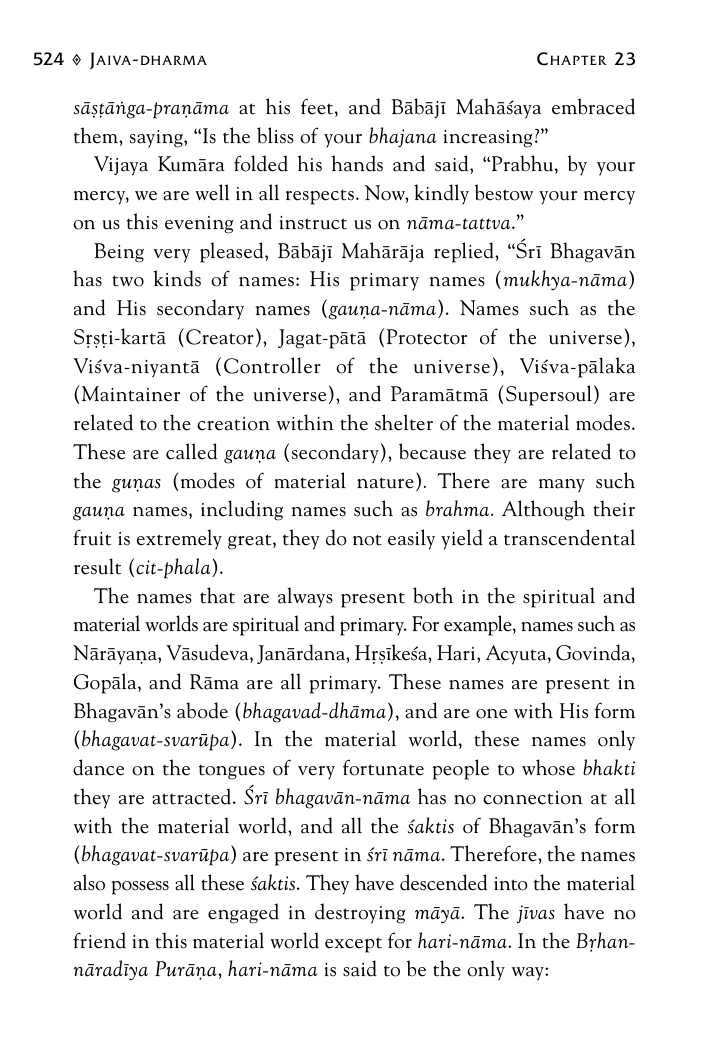 524 ◈ Jaiva-dharma Chapter 23
sāṣṭāṅga-praṇāma at his feet, and Bābājī Mahāśaya embraced
them, saying, “Is the bliss of your bhajana increasing?”
Vijaya Kumāra folded his hands and said, “Prabhu, by your
mercy, we are well in all respects. Now, kindly bestow your mercy
on us this evening and instruct us on nāma-tattva.”
Being very pleased, Bābājī Mahārāja replied, “Śrī Bhagavān
has two kinds of names: His primary names (mukhya-nāma)
and His secondary names (gauṇa-nāma). Names such as the
Sṛṣṭi-kartā (Creator), Jagat-pātā (Protector of the universe),
Viśva-niyantā (Controller of the universe), Viśva-pālaka
(Maintainer of the universe), and Paramātmā (Supersoul) are
related to the creation within the shelter of the material modes.
These are called gauṇa (secondary), because they are related to
the guṇas (modes of material nature). There are many such
gauṇa names, including names such as brahma. Although their
fruit is extremely great, they do not easily yield a transcendental
result (cit-phala).
The names that are always present both in the spiritual and
material worlds are spiritual and primary. For example, names such as
Nārāyaṇa, Vāsudeva, Janārdana, Hṛṣīkeśa, Hari, Acyuta, Govinda,
Gopāla, and Rāma are all primary. These names are present in
Bhagavān’s abode (bhagavad-dhāma), and are one with His form
(bhagavat-svarūpa). In the material world, these names only
dance on the tongues of very fortunate people to whose bhakti
they are attracted. Śrī bhagavān-nāma has no connection at all
with the material world, and all the śaktis of Bhagavān’s form
(bhagavat-svarūpa) are present in śrī nāma. Therefore, the names
also possess all these śaktis. They have descended into the material
world and are engaged in destroying māyā. The jīvas have no
friend in this material world except for hari-nāma. In the Bṛhan-
nāradīya Purāṇa, hari-nāma is said to be the only way: